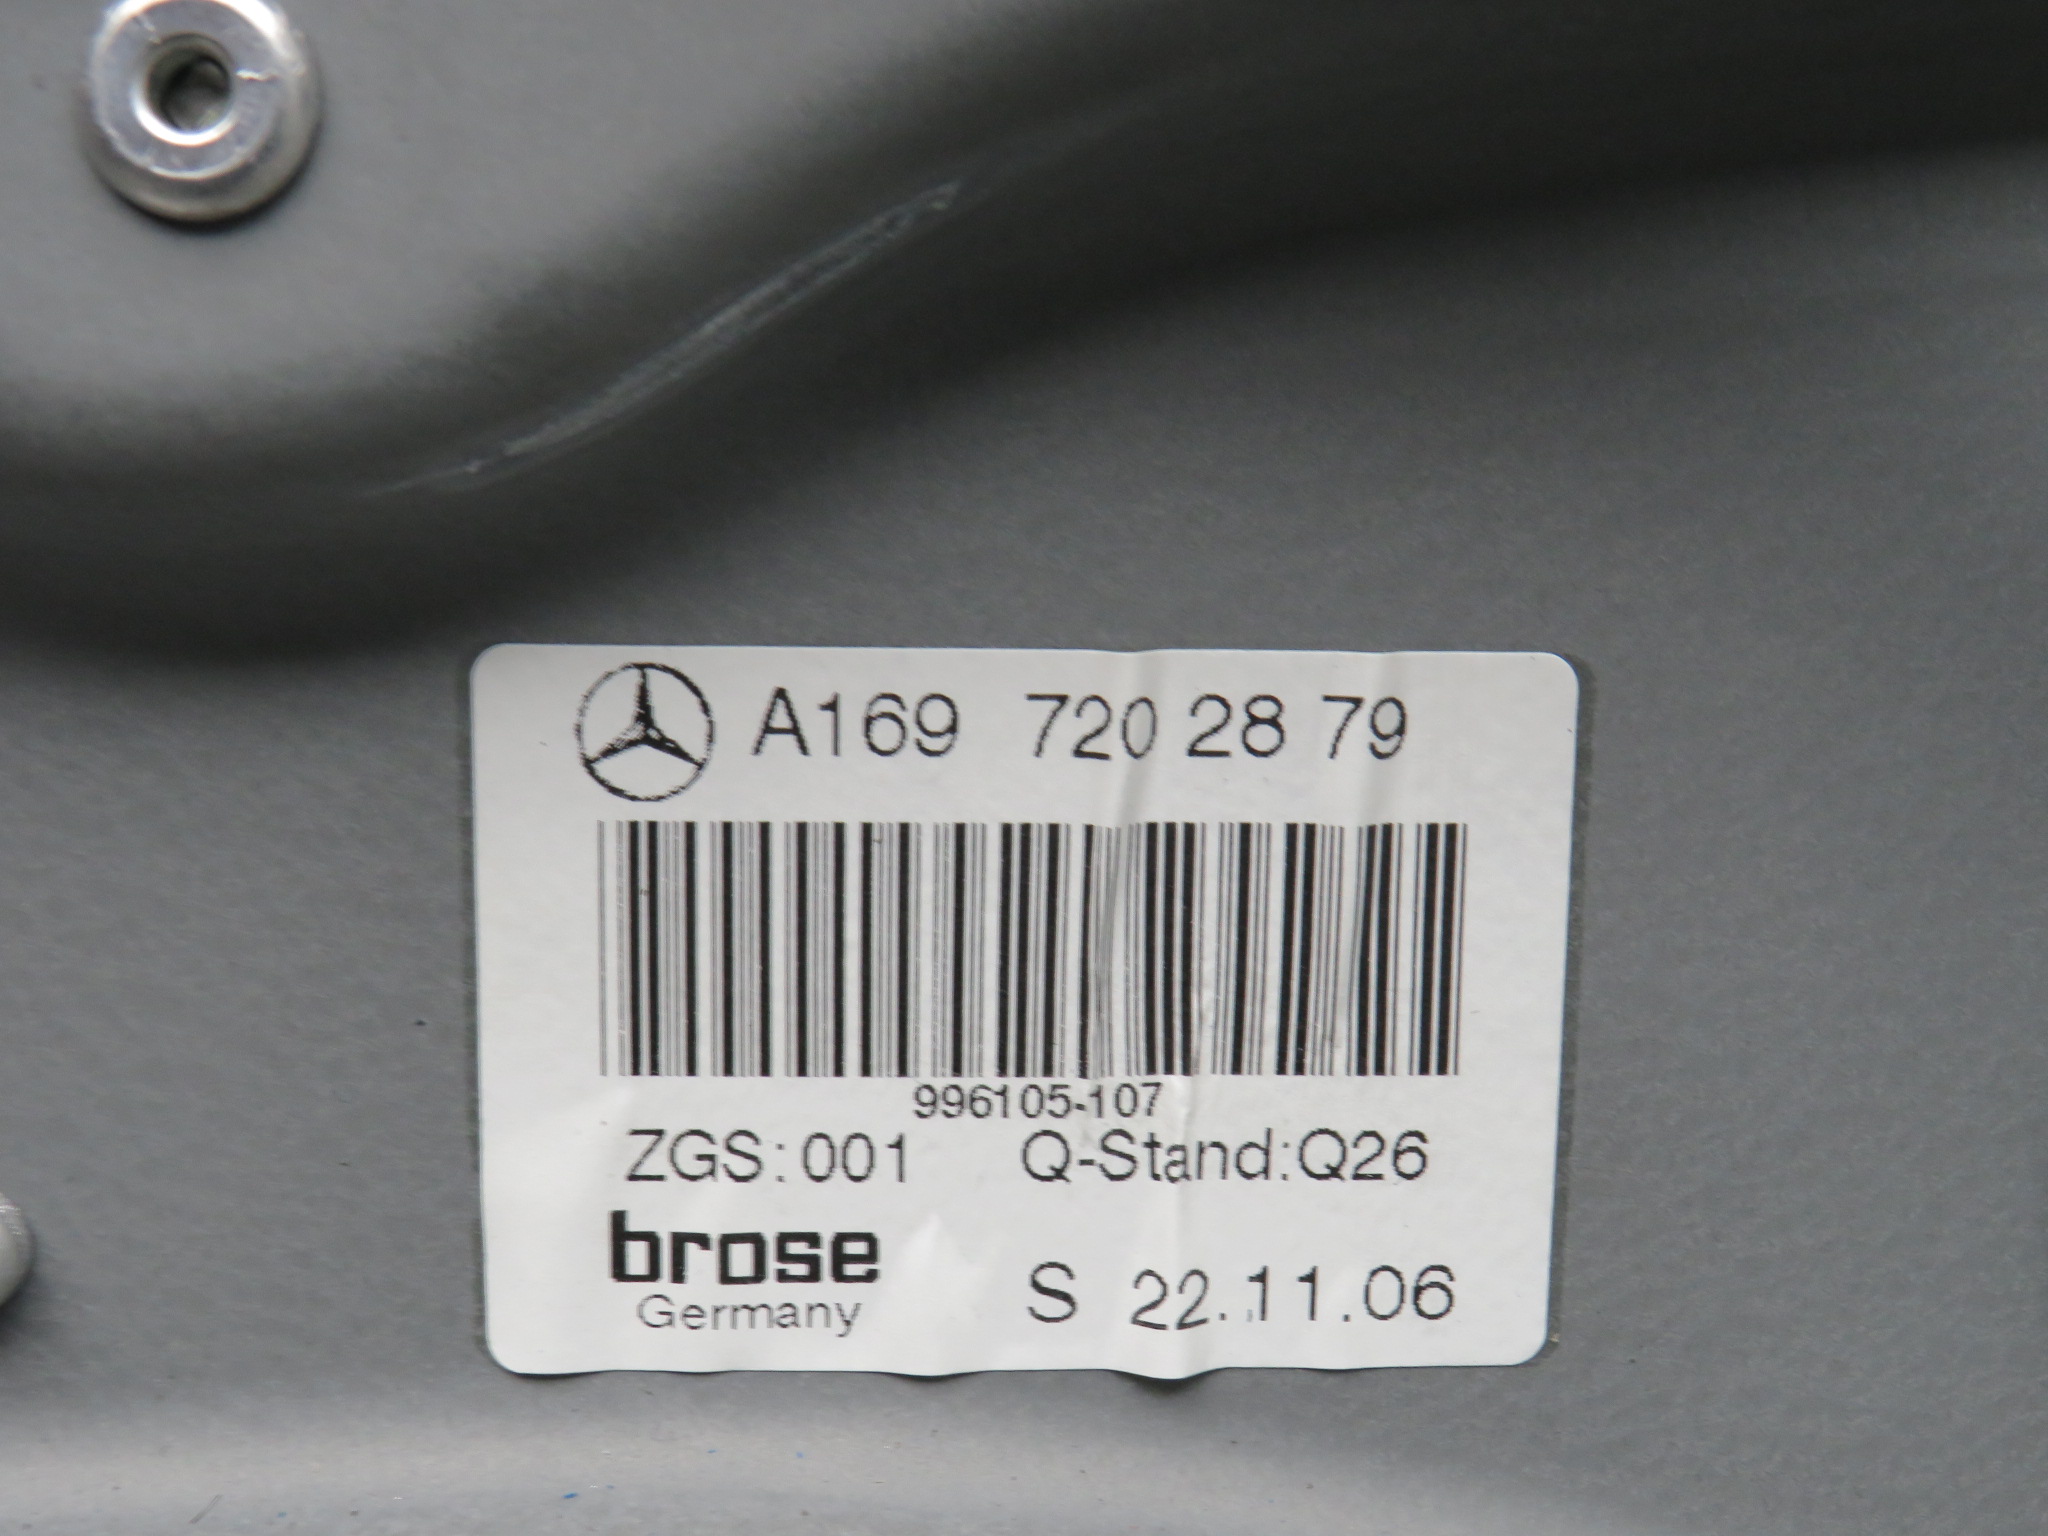 A169 720 28 79
996105-107
ZGS:001 Q-Stand:Q26
brose
Germany
S 22.11.06